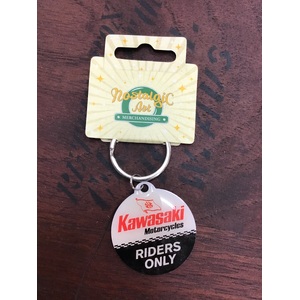 Nostalgic
Art
MERCHANDISING
Kawasaki
Motorcycles
RIDERS
ONLY